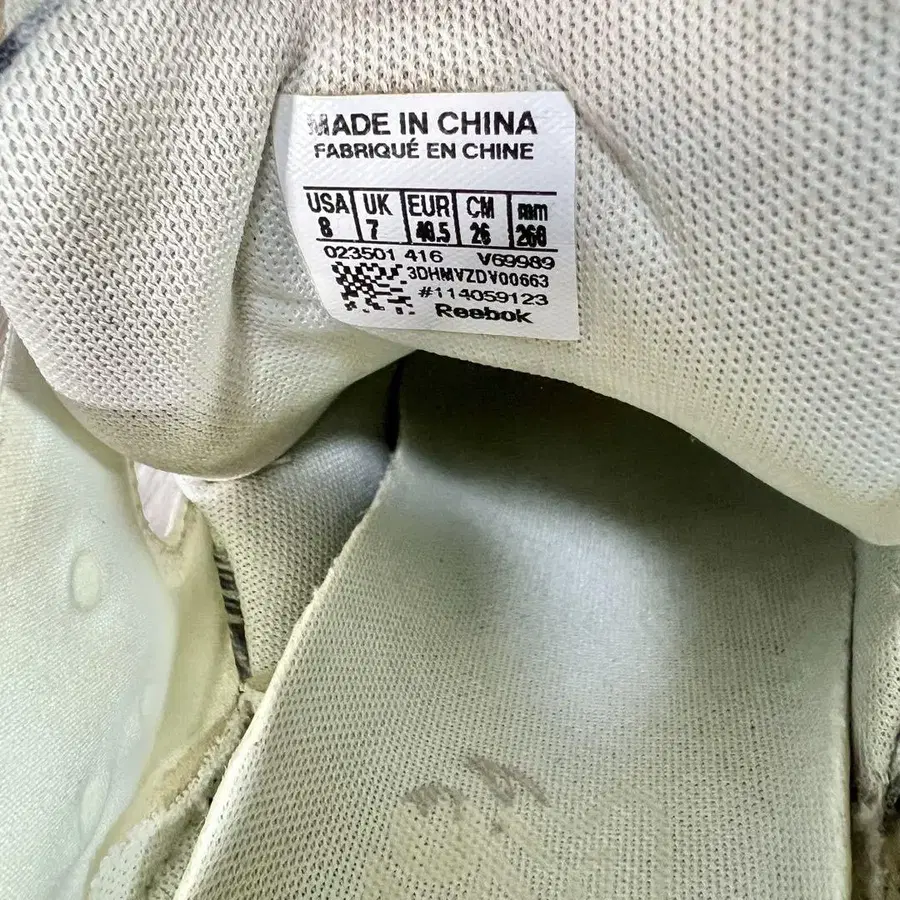 MADE IN CHINA
FABRIQUÉ EN CHINE
USA UK EUR CM mm
8 7 40.5 26 260
023501 416 V69989
3DHMVZDV00663
#114059123
Reebok